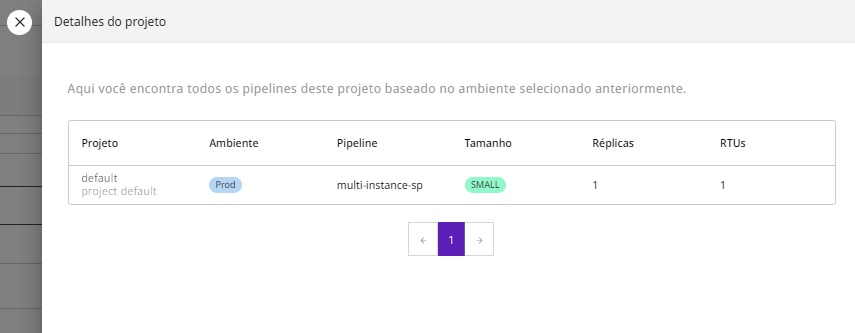 Detalhes do projeto
Aqui você encontra todos os pipelines deste projeto baseado no ambiente selecionado anteriormente.
Projeto Ambiente Pipeline Tamanho Réplicas RTUs
default
project default
Prod multi-instance-sp SMALL 1 1
1